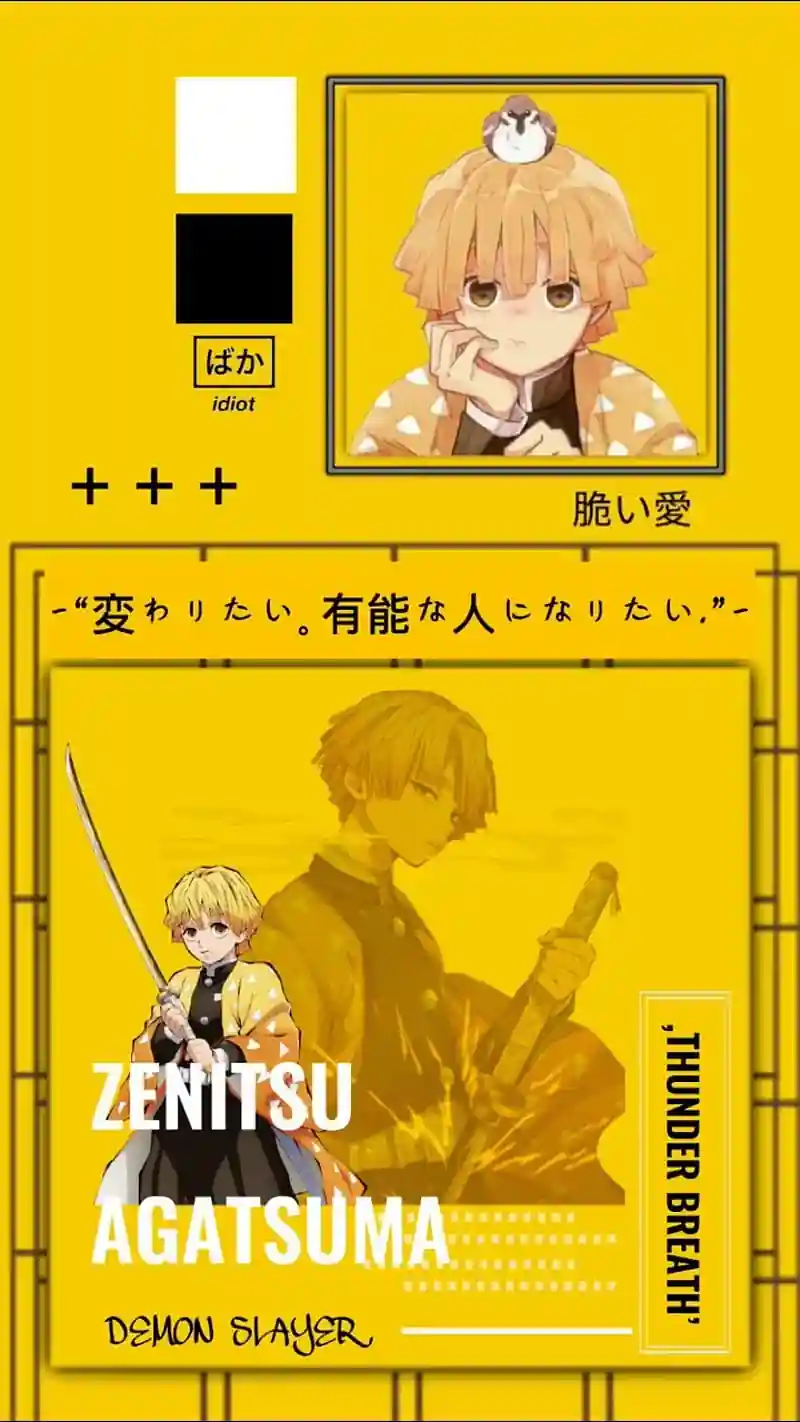 ばか
idiot
+ + +
脆い愛
-“変わりたい。有能な人になりたい.”-
ZENITSU
AGATSUMA
,THUNDER BREATH’
DEMON SLAYER